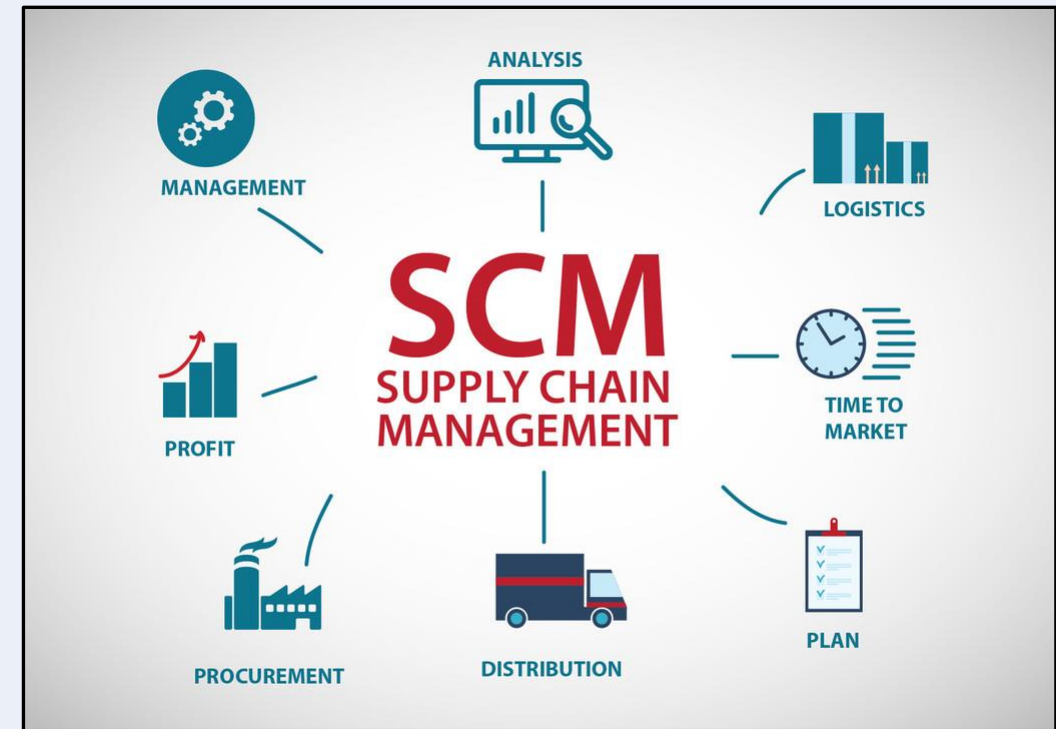 ANALYSIS
MANAGEMENT
LOGISTICS
SCM
SUPPLY CHAIN
MANAGEMENT
TIME TO
MARKET
PROFIT
PLAN
PROCUREMENT
DISTRIBUTION